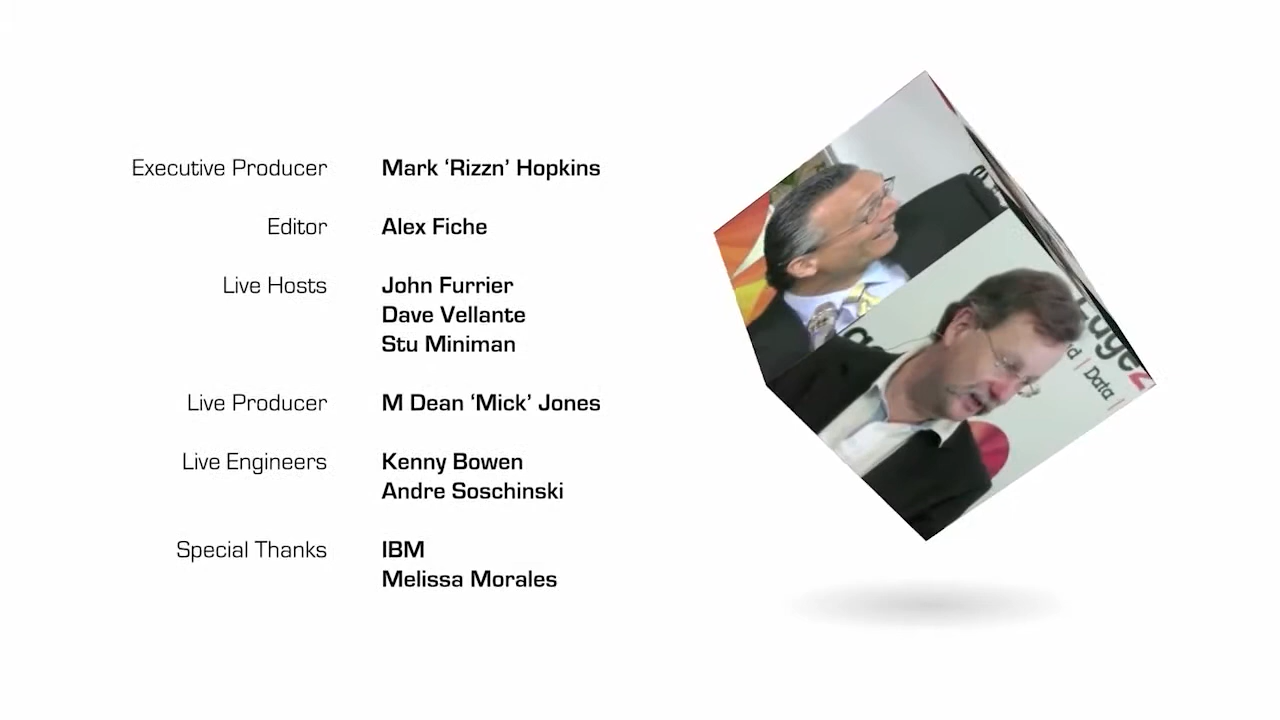 Executive Producer Mark ‘Rizzn’ Hopkins
Editor Alex Fiche
Live Hosts John Furrier
Dave Vellante
Stu Miniman
Live Producer M Dean ‘Mick’ Jones
Live Engineers Kenny Bowen
Andre Soschinski
Special Thanks IBM
Melissa Morales
Data |